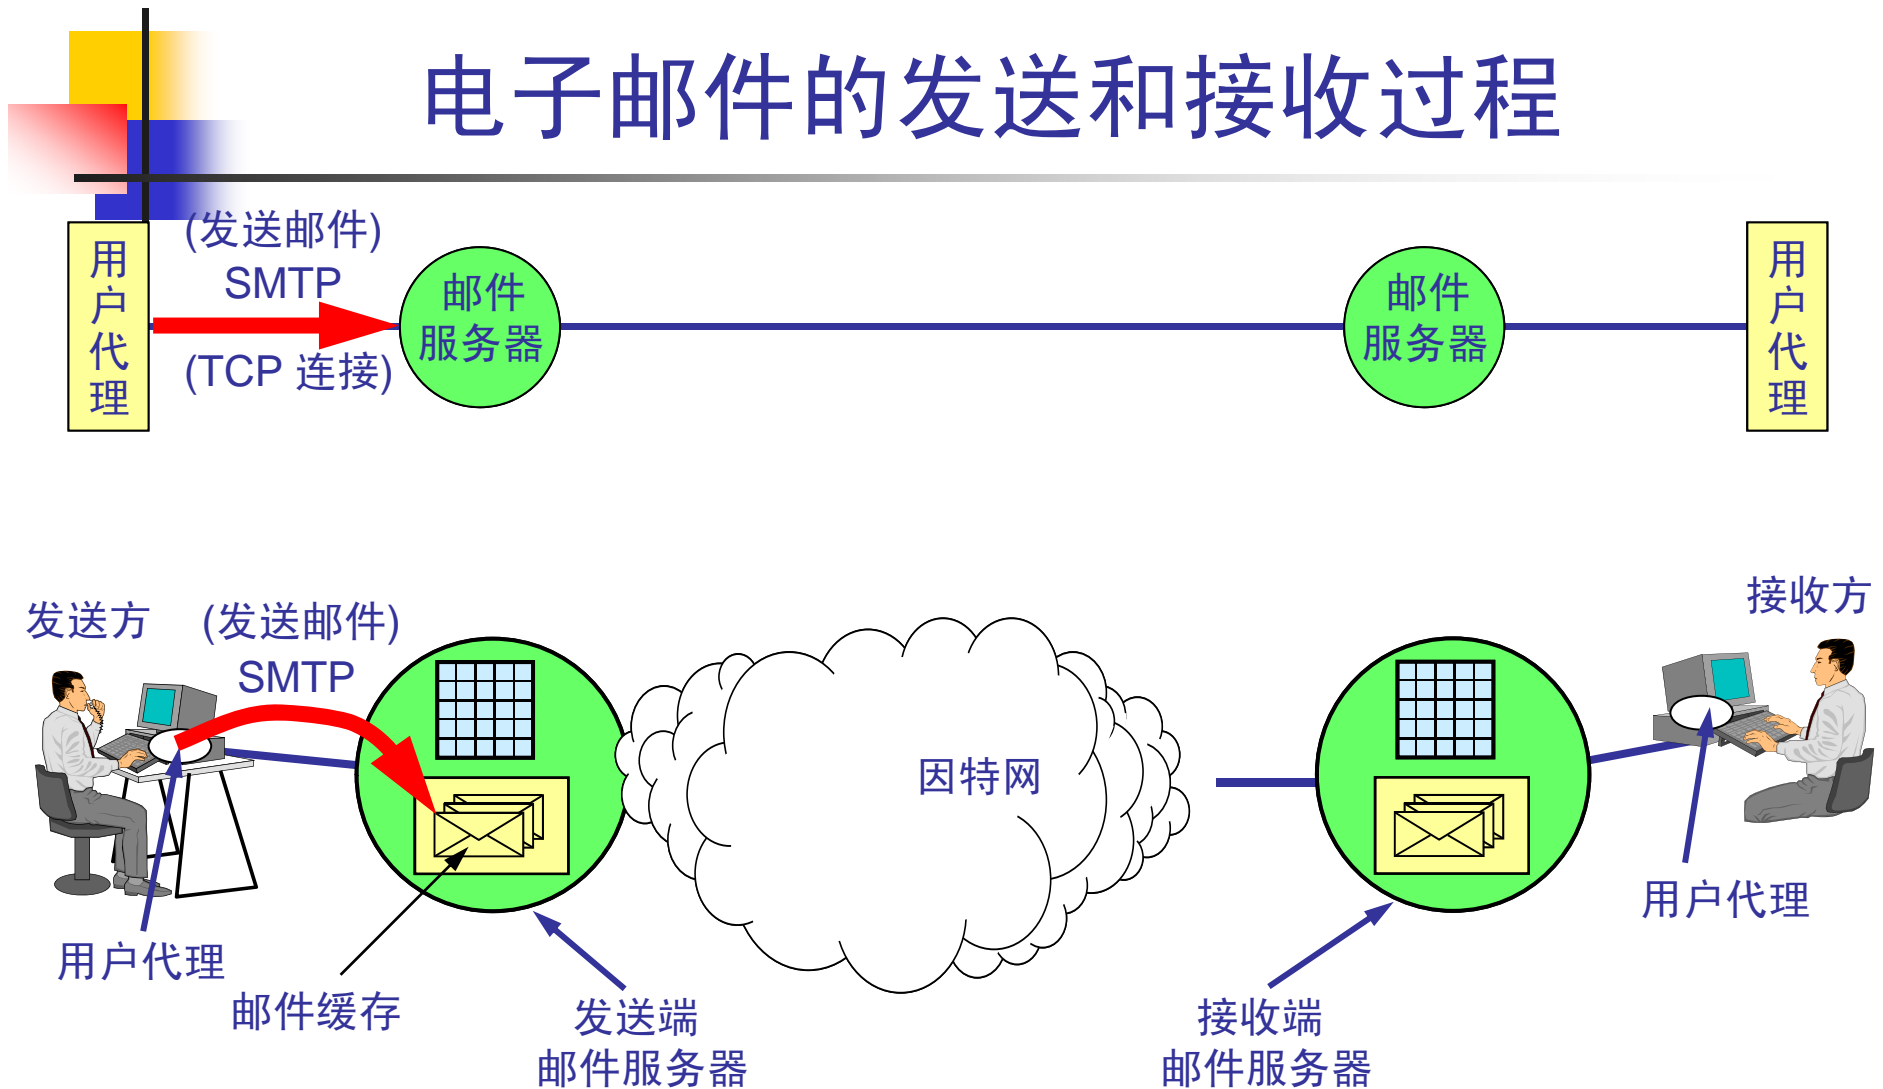 电子邮件的发送和接收过程
(发送邮件)
SMTP
(TCP 连接)
用户代理
邮件
服务器
邮件
服务器
用户代理
发送方
(发送邮件)
SMTP
因特网
接收方
用户代理
邮件缓存
发送端
邮件服务器
接收端
邮件服务器
用户代理